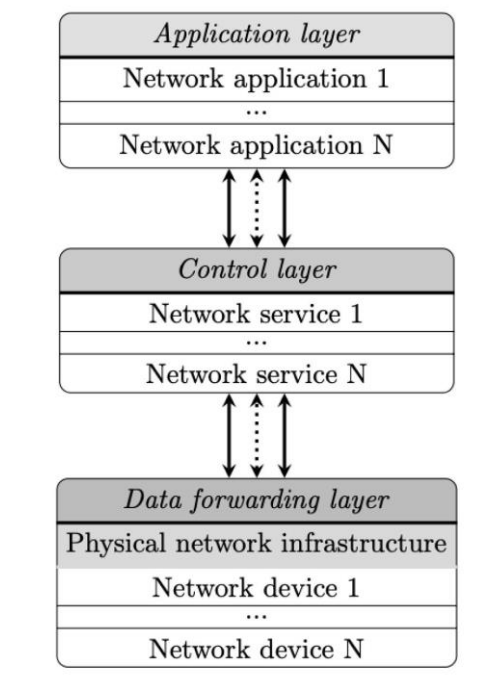 Application layer
Network application 1
...
Network application N
Control layer
Network service 1
...
Network service N
Data forwarding layer
Physical network infrastructure
Network device 1
...
Network device N